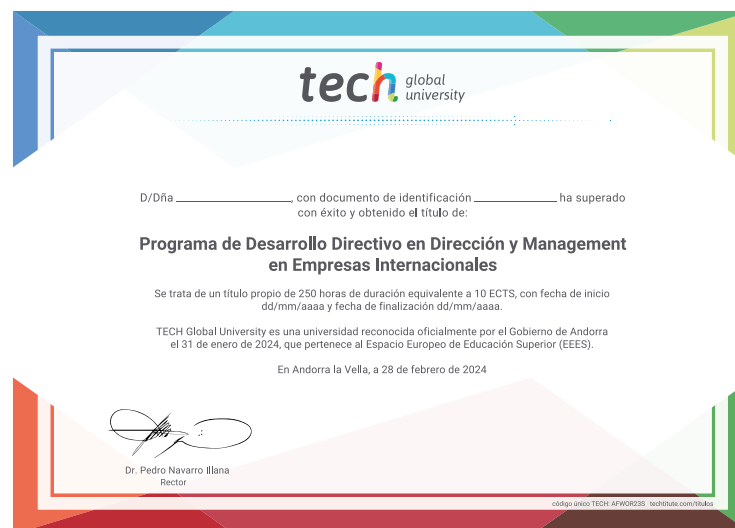 tech global university
D/Dña ____________, con documento de identificación ____________ ha superado
con éxito y obtenido el título de:
Programa de Desarrollo Directivo en Dirección y Management
en Empresas Internacionales
Se trata de un título propio de 250 horas de duración equivalente a 10 ECTS, con fecha de inicio
dd/mm/aaaa y fecha de finalización dd/mm/aaaa.
TECH Global University es una universidad reconocida oficialmente por el Gobierno de Andorra
el 31 de enero de 2024, que pertenece al Espacio Europeo de Educación Superior (EEES).
En Andorra la Vella, a 28 de febrero de 2024
Dr. Pedro Navarro Illana
Rector
código único TECH: AFWOR23S techtitute.com/titulos